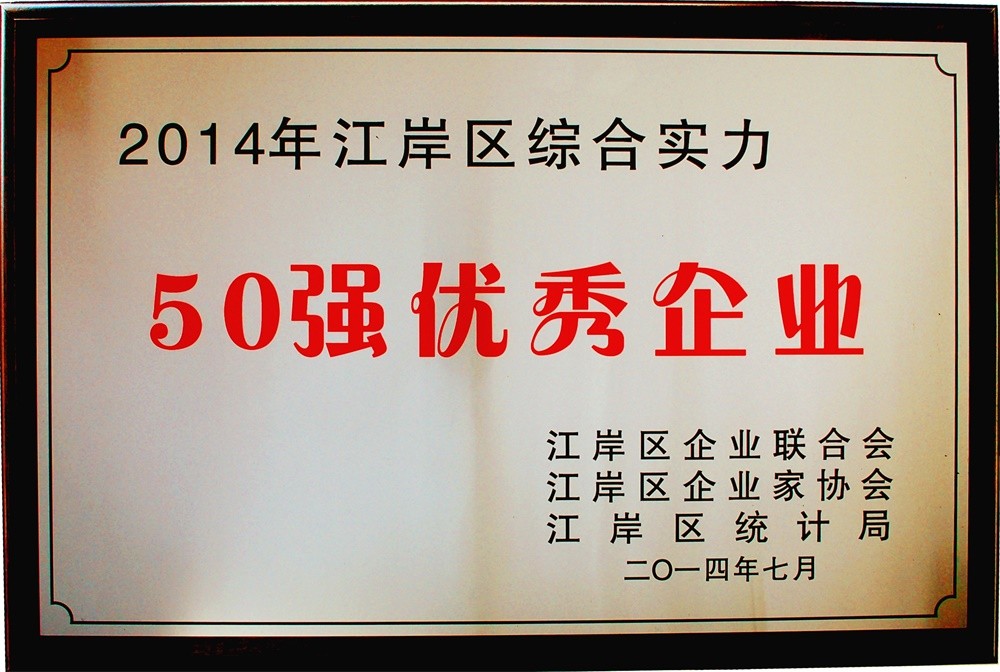 2014年江岸区综合实力
50强优秀企业
江岸区企业联合会
江岸区企业家协会
江岸区统计局
二〇一四年七月